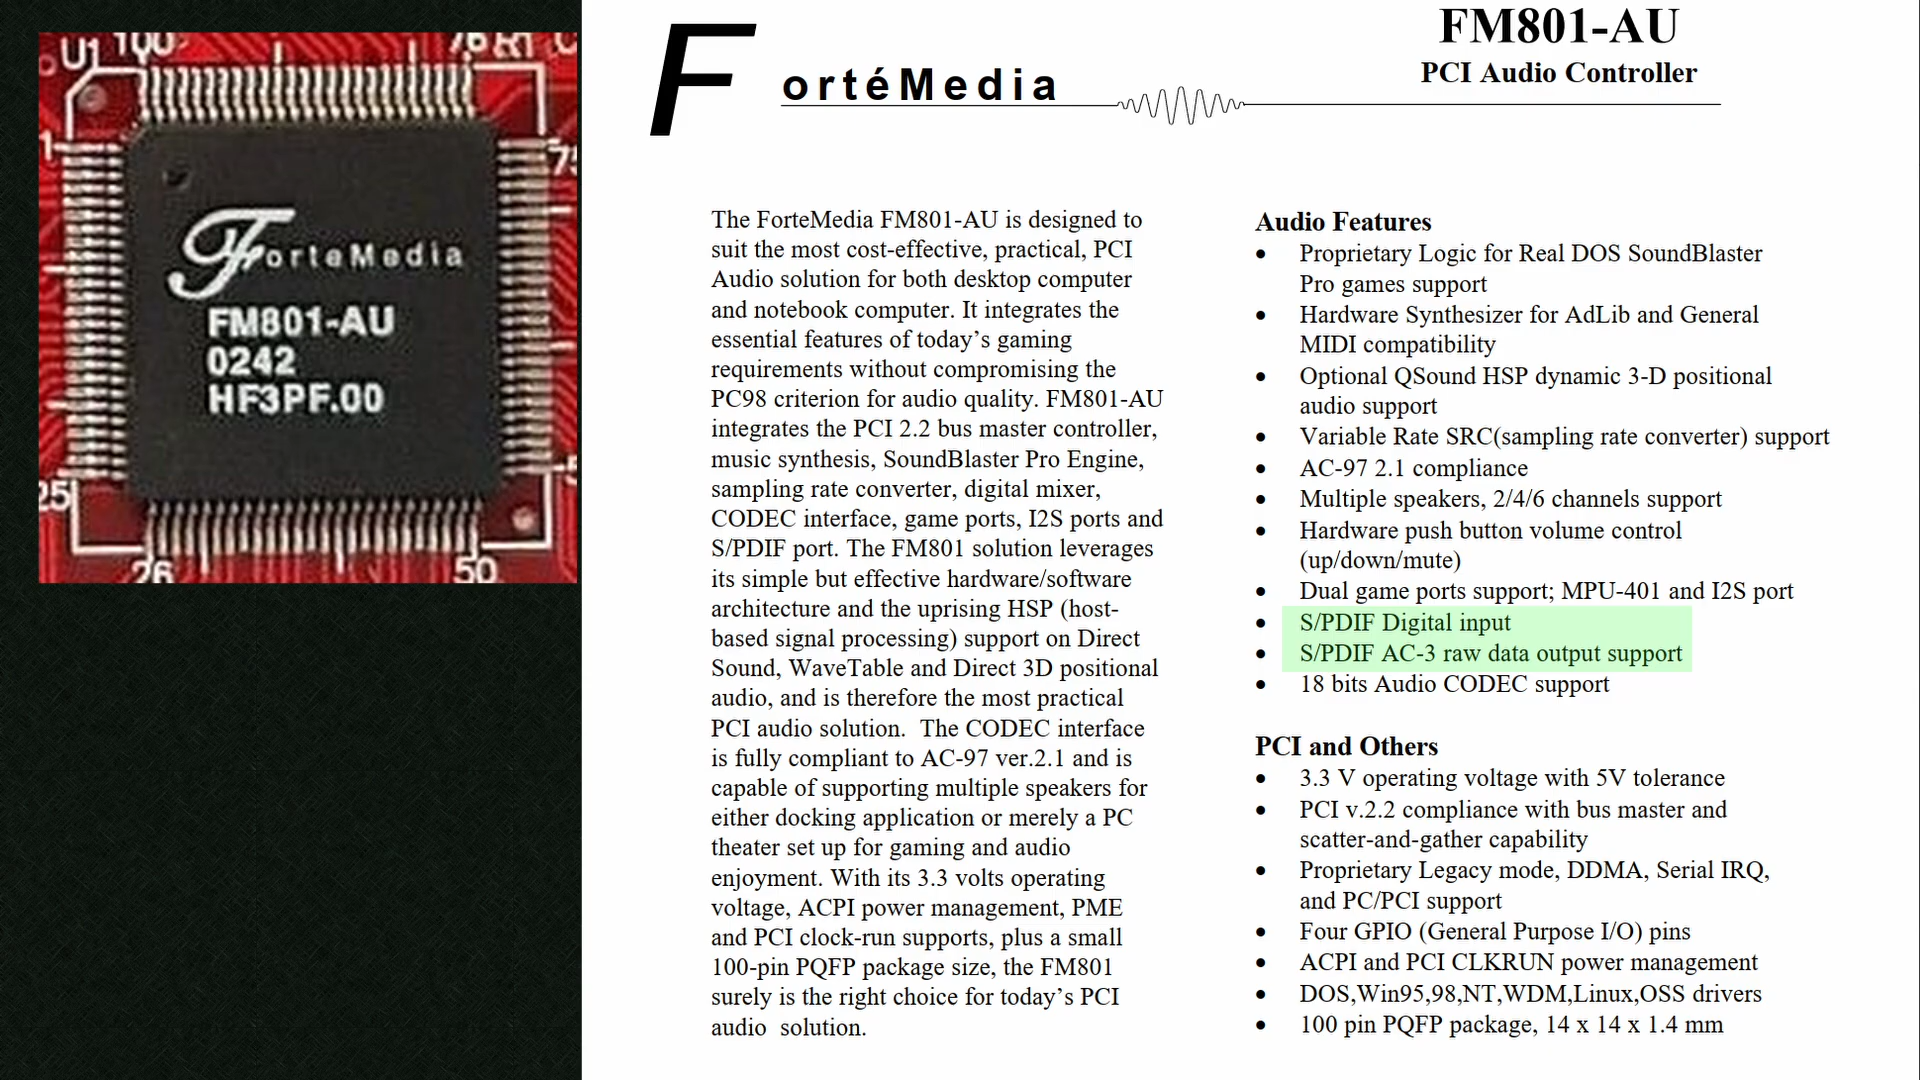 U1 100 76 R1
1 75
ForteMedia
FM801-AU
0242
HF3PF.00
25
26 50
FortéMedia
FM801-AU
PCI Audio Controller
The ForteMedia FM801-AU is designed to
suit the most cost-effective, practical, PCI
Audio solution for both desktop computer
and notebook computer. It integrates the
essential features of today’s gaming
requirements without compromising the
PC98 criterion for audio quality. FM801-AU
integrates the PCI 2.2 bus master controller,
music synthesis, SoundBlaster Pro Engine,
sampling rate converter, digital mixer,
CODEC interface, game ports, I2S ports and
S/PDIF port. The FM801 solution leverages
its simple but effective hardware/software
architecture and the uprising HSP (host-
based signal processing) support on Direct
Sound, WaveTable and Direct 3D positional
audio, and is therefore the most practical
PCI audio solution.  The CODEC interface
is fully compliant to AC-97 ver.2.1 and is
capable of supporting multiple speakers for
either docking application or merely a PC
theater set up for gaming and audio
enjoyment. With its 3.3 volts operating
voltage, ACPI power management, PME
and PCI clock-run supports, plus a small
100-pin PQFP package size, the FM801
surely is the right choice for today’s PCI
audio  solution.
Audio Features
• Proprietary Logic for Real DOS SoundBlaster
Pro games support
• Hardware Synthesizer for AdLib and General
MIDI compatibility
• Optional QSound HSP dynamic 3-D positional
audio support
• Variable Rate SRC(sampling rate converter) support
• AC-97 2.1 compliance
• Multiple speakers, 2/4/6 channels support
• Hardware push button volume control
(up/down/mute)
• Dual game ports support; MPU-401 and I2S port
• S/PDIF Digital input
• S/PDIF AC-3 raw data output support
• 18 bits Audio CODEC support
PCI and Others
• 3.3 V operating voltage with 5V tolerance
• PCI v.2.2 compliance with bus master and
scatter-and-gather capability
• Proprietary Legacy mode, DDMA, Serial IRQ,
and PC/PCI support
• Four GPIO (General Purpose I/O) pins
• ACPI and PCI CLKRUN power management
• DOS,Win95,98,NT,WDM,Linux,OSS drivers
• 100 pin PQFP package, 14 x 14 x 1.4 mm